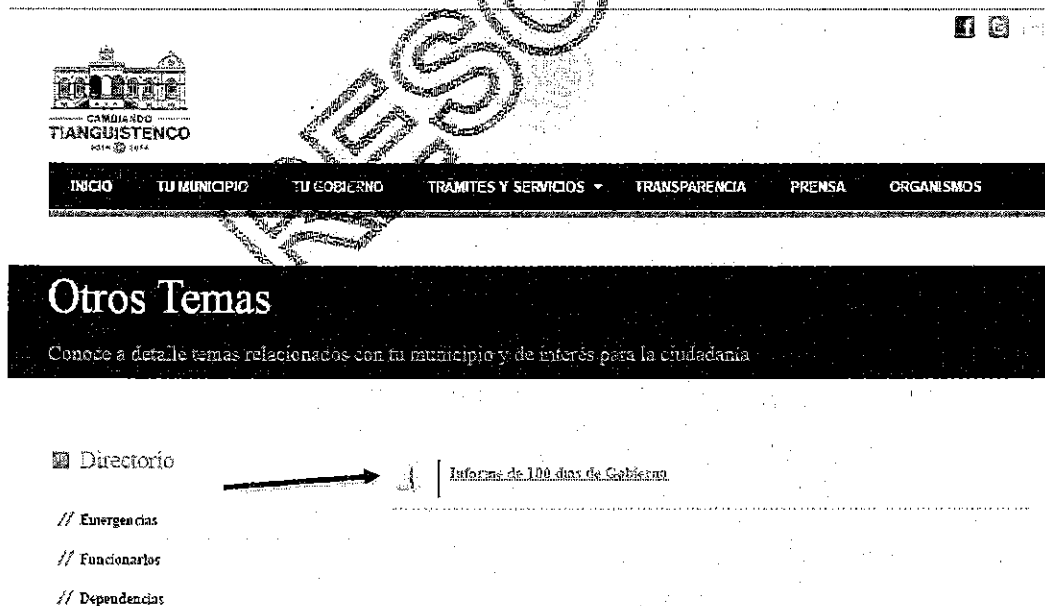 CAMBIANDO
TIANGUISTENCO
INICIO TU MUNICIPIO TU GOBIERNO TRÁMITES Y SERVICIOS TRANSPARENCIA PRENSA ORGANISMOS
Otros Temas
Conoce a detalle temas relacionados con tu municipio y de interés para la ciudadanía
Directorio
Informe de 100 días de Gobierno
// Emergencias
// Funcionarios
// Dependencias